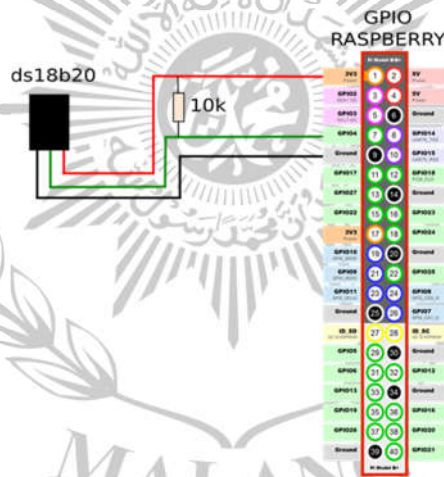 GPIO
RASPBERRY
ds18b20
10k
3V3 1 2 5V
GPIO2 3 4 5V
GPIO3 5 6 Ground
GPIO4 7 8 GPIO14
Ground 9 10 GPIO15
GPIO17 11 12 GPIO18
GPIO27 13 14 Ground
GPIO22 15 16 GPIO23
3V3 17 18 GPIO24
GPIO10 19 20 Ground
GPIO9 21 22 GPIO25
GPIO11 23 24 GPIO8
Ground 25 26 GPIO7
ID_SD 27 28 ID_SC
GPIO5 29 30 Ground
GPIO6 31 32 GPIO12
GPIO13 33 34 Ground
GPIO19 35 36 GPIO16
GPIO26 37 38 GPIO20
Ground 39 40 GPIO21
MALAN